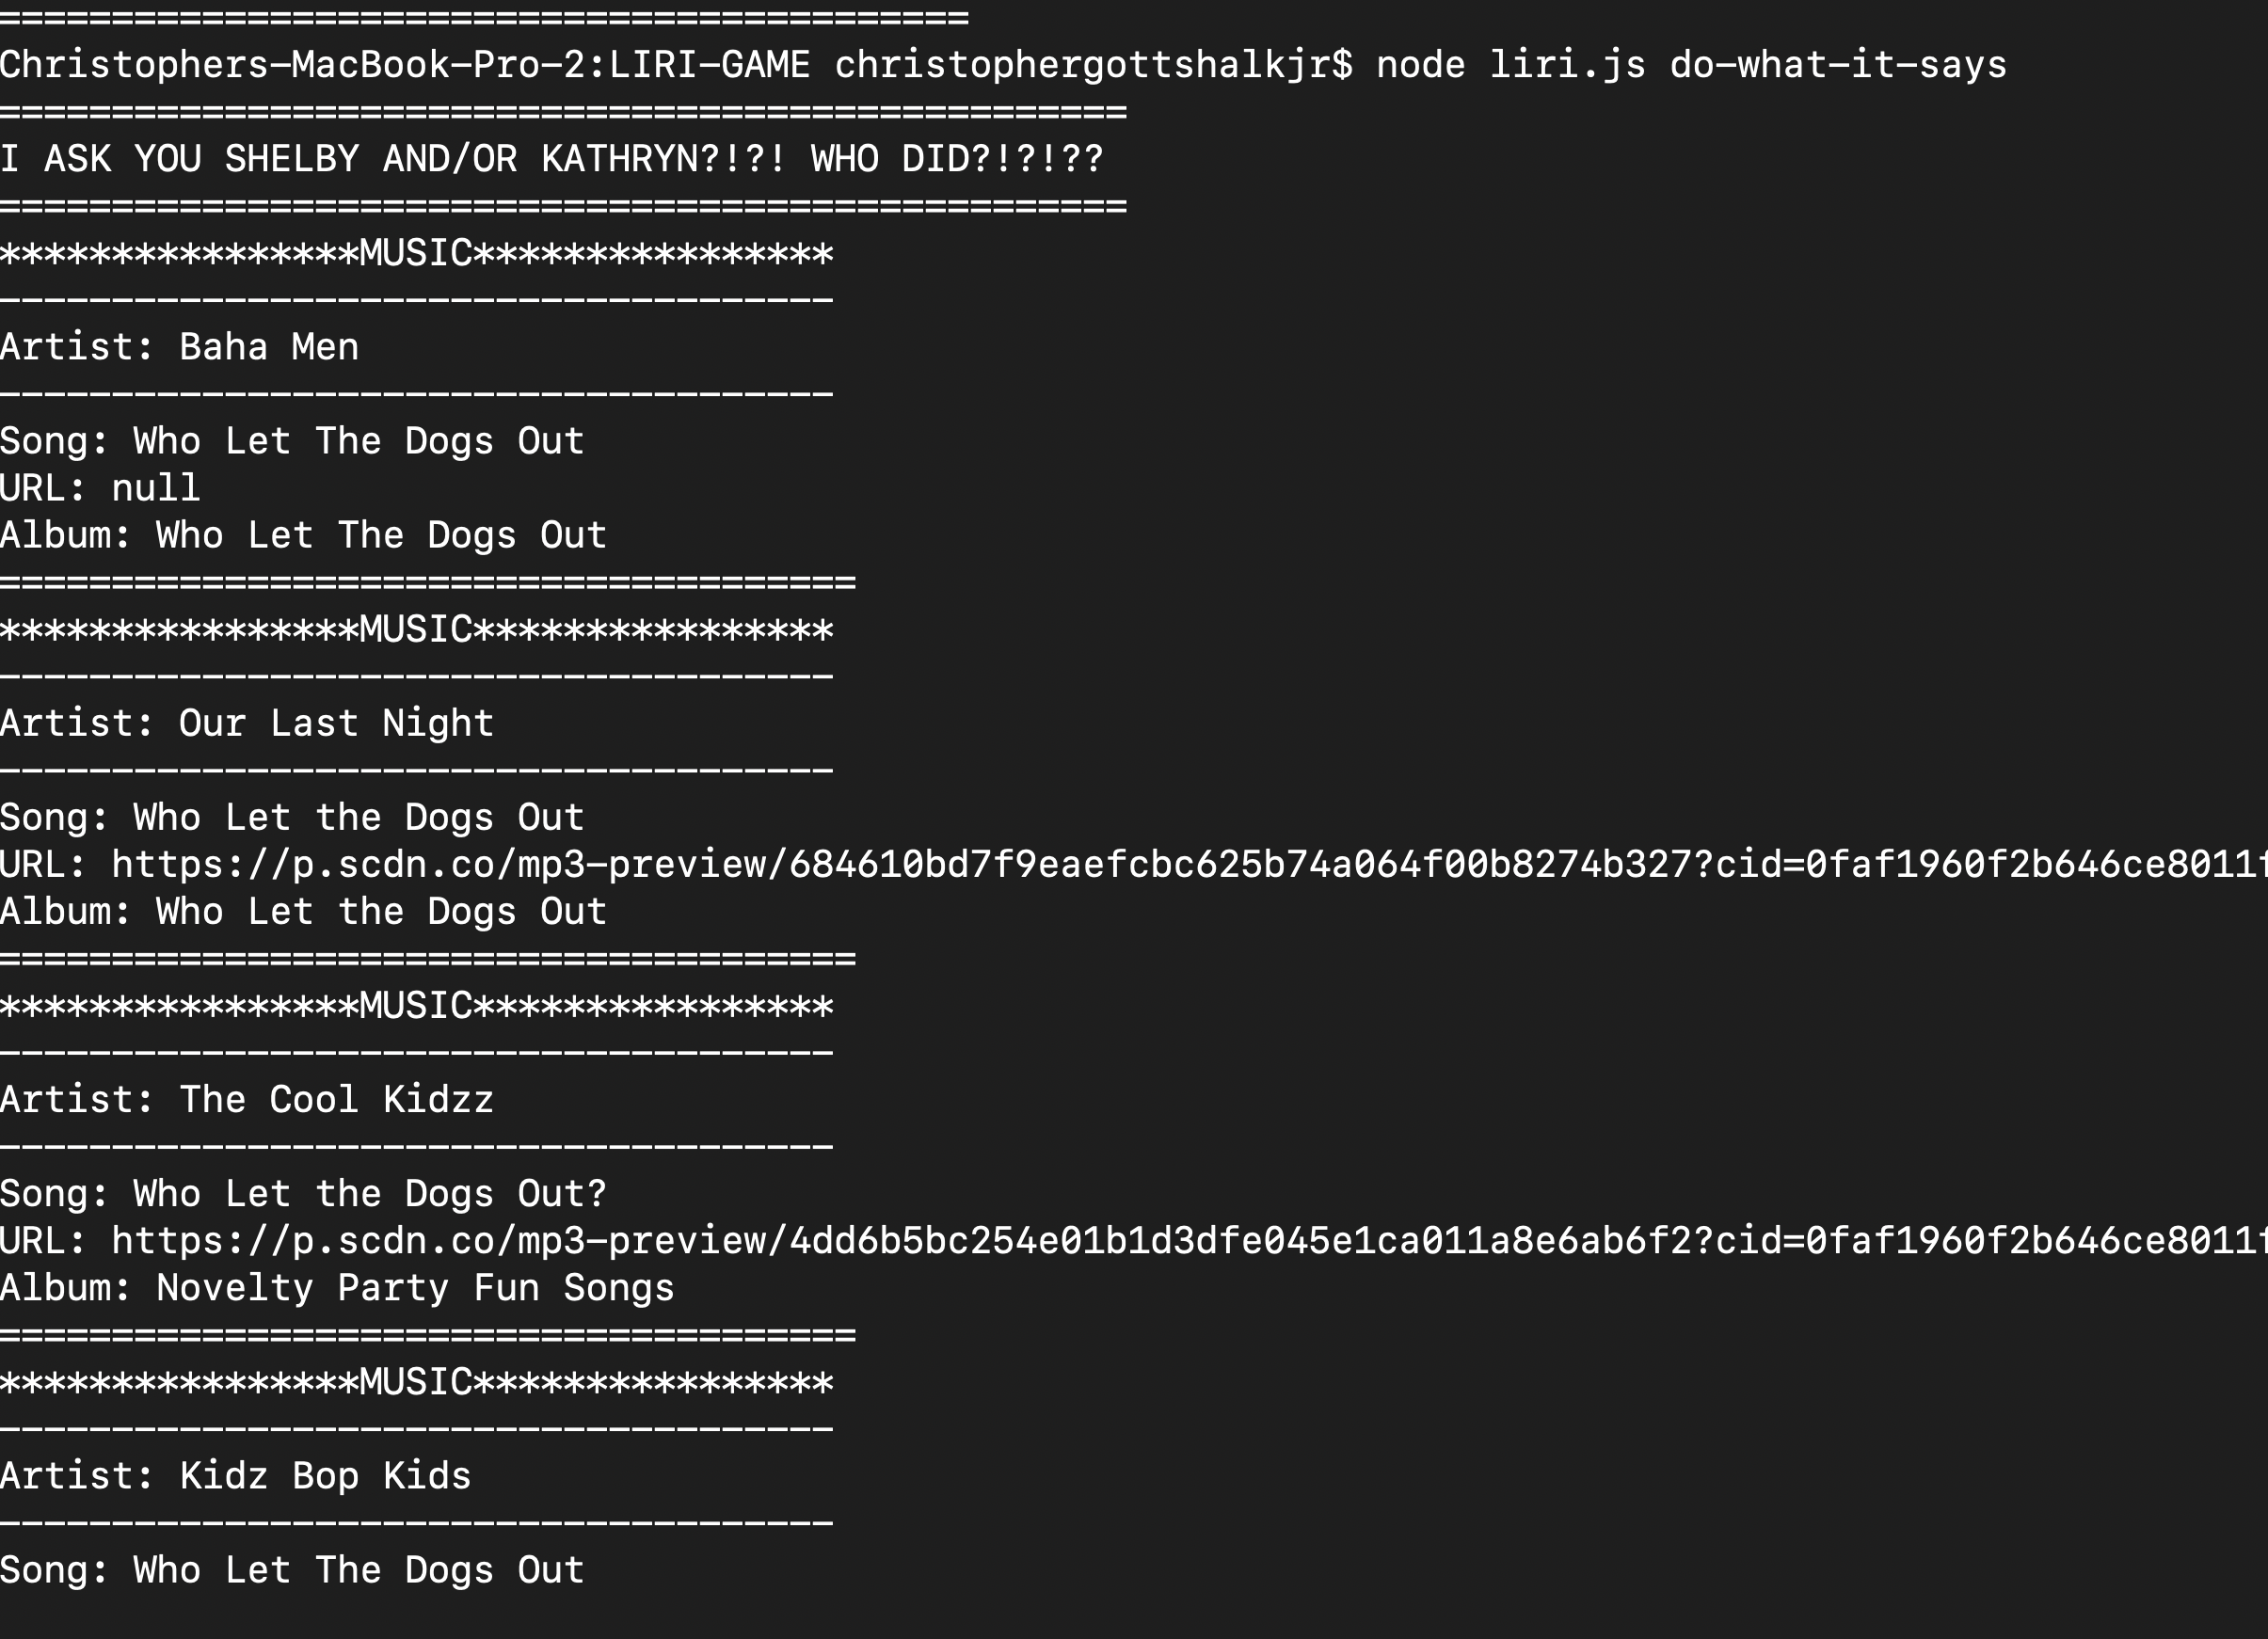 ===========================================
Christophers-MacBook-Pro-2:LIRI-GAME christophergottshalkjr$ node liri.js do-what-it-says
==================================================
I ASK YOU SHELBY AND/OR KATHRYN?!?! WHO DID?!?!??
==================================================
****************MUSIC****************
-------------------------------------
Artist: Baha Men
-------------------------------------
Song: Who Let The Dogs Out
URL: null
Album: Who Let The Dogs Out
======================================
****************MUSIC****************
-------------------------------------
Artist: Our Last Night
-------------------------------------
Song: Who Let the Dogs Out
URL: https://p.scdn.co/mp3-preview/684610bd7f9eaefcbc625b74a064f00b8274b327?cid=0faf1960f2b646ce8011f
Album: Who Let the Dogs Out
======================================
****************MUSIC****************
-------------------------------------
Artist: The Cool Kidzz
-------------------------------------
Song: Who Let the Dogs Out?
URL: https://p.scdn.co/mp3-preview/4dd6b5bc254e01b1d3dfe045e1ca011a8e6ab6f2?cid=0faf1960f2b646ce8011f
Album: Novelty Party Fun Songs
======================================
****************MUSIC****************
-------------------------------------
Artist: Kidz Bop Kids
-------------------------------------
Song: Who Let The Dogs Out